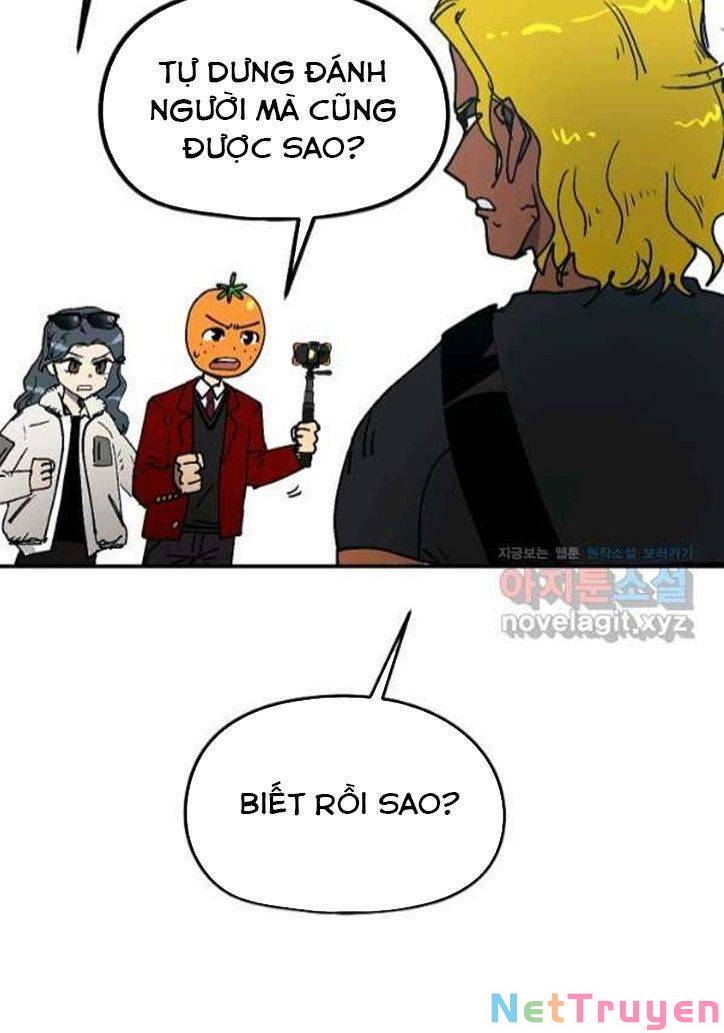 TỰ DƯNG ĐÁNH
NGƯỜI MÀ CŨNG
ĐƯỢC SAO?
지금보는 웹툰 원작소설 보러가기
아지툰소설
novelagit.xyz
BIẾT RỒI SAO?
NetTruyen